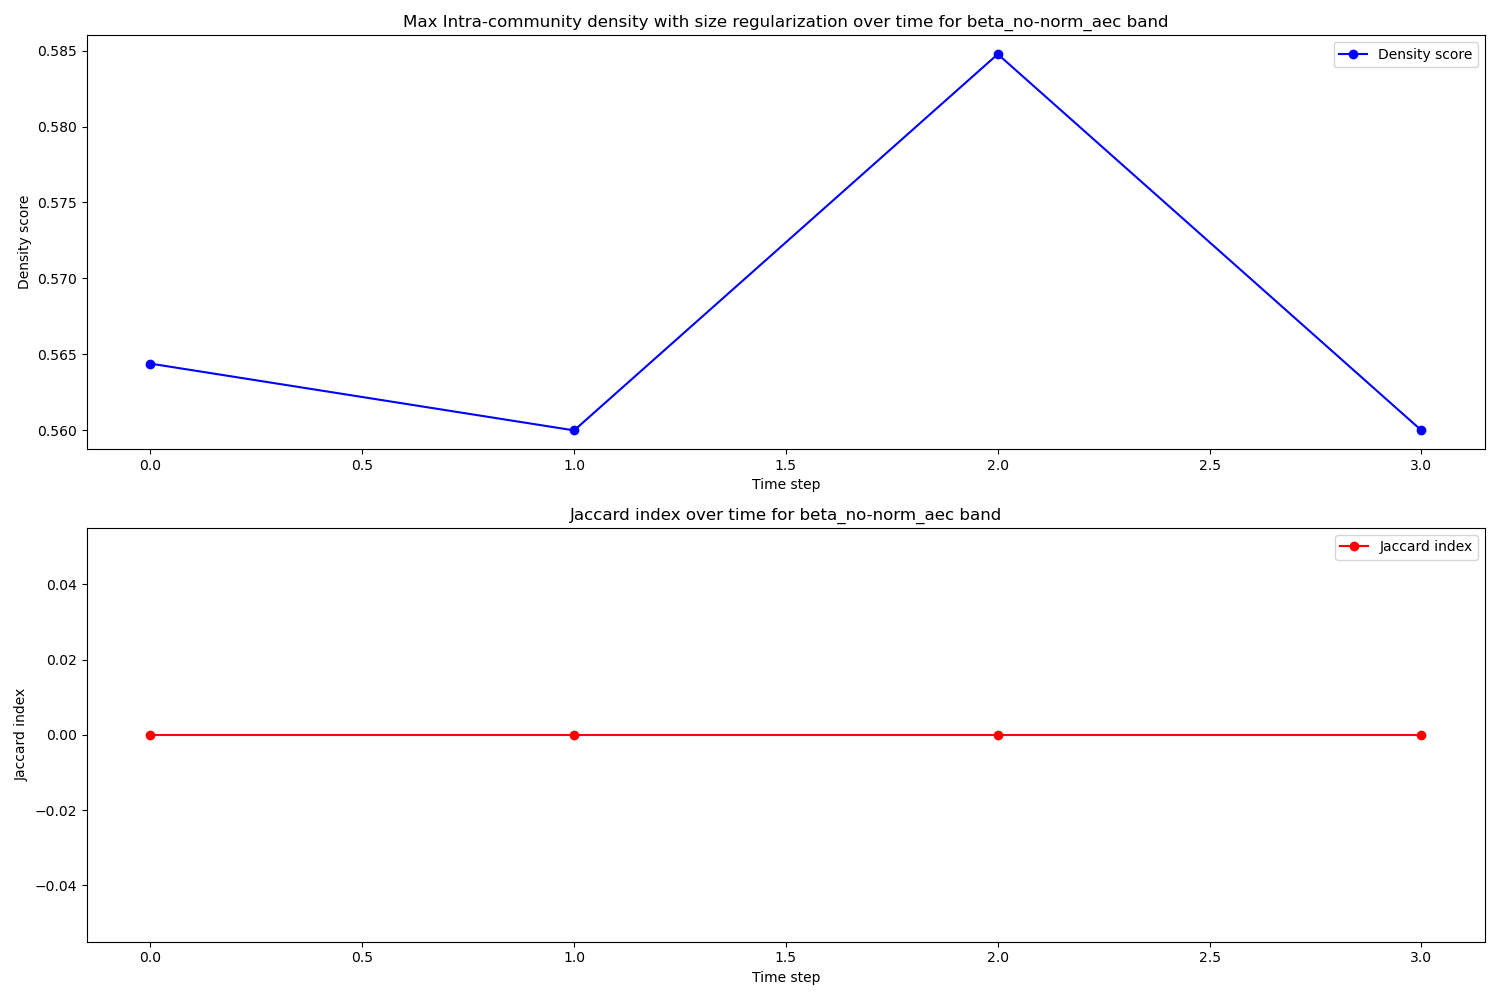 Max Intra-community density with size regularization over time for beta_no-norm_aec band
Density score
0.585
0.580
0.575
0.570
0.565
0.560
Density score
0.0 0.5 1.0 1.5 2.0 2.5 3.0
Time step
Jaccard index over time for beta_no-norm_aec band
Jaccard index
0.04
0.02
0.00
−0.02
−0.04
Jaccard index
0.0 0.5 1.0 1.5 2.0 2.5 3.0
Time step